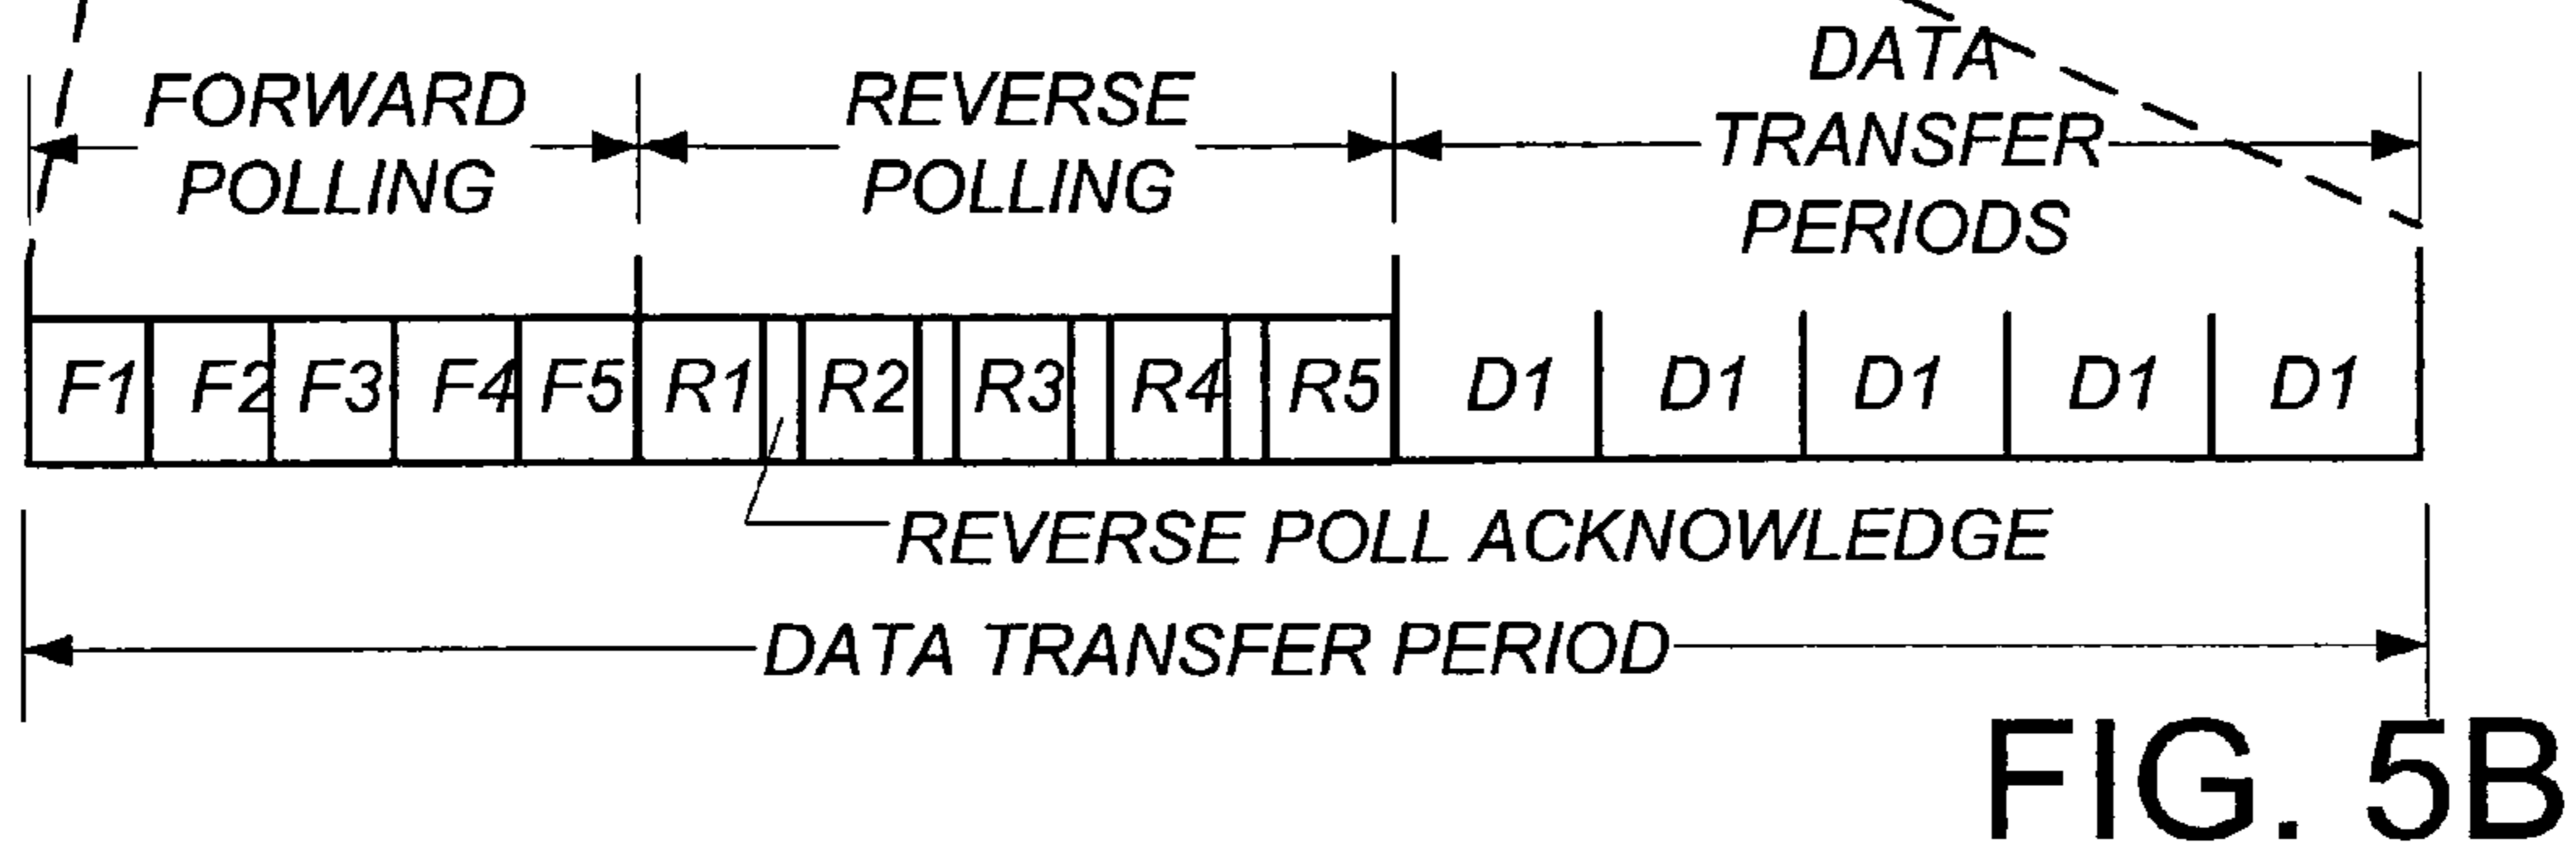 FORWARD
POLLING
REVERSE
POLLING
DATA
TRANSFER
PERIODS
F1 F2 F3 F4 F5 R1 R2 R3 R4 R5 D1 D1 D1 D1 D1
REVERSE POLL ACKNOWLEDGE
DATA TRANSFER PERIOD
FIG. 5B